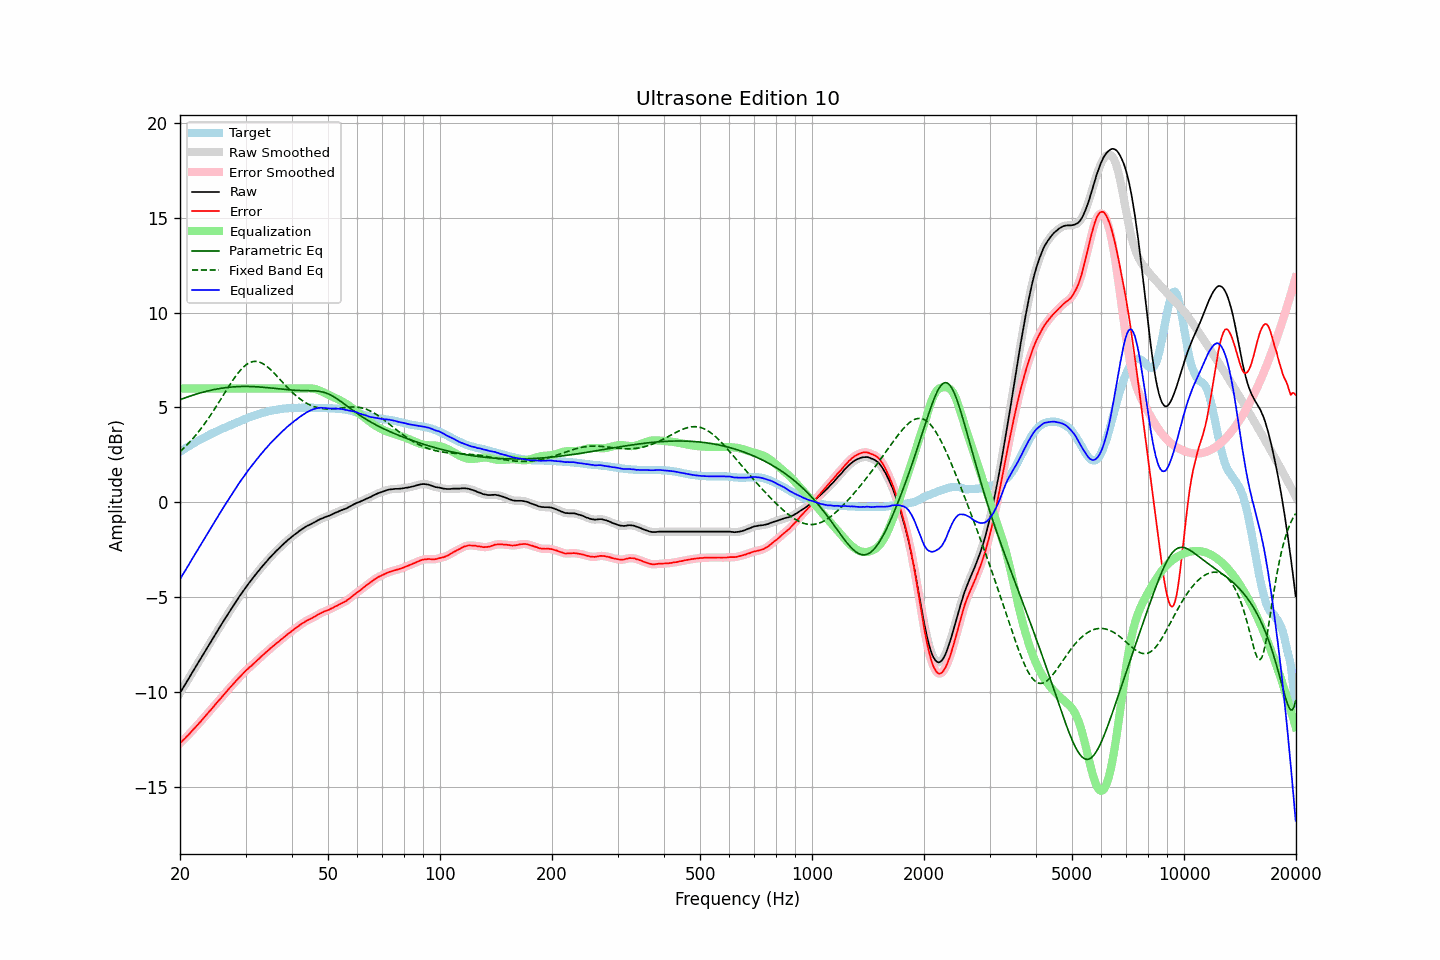 Ultrasone Edition 10
20
15
10
5
0
−5
−10
−15
Amplitude (dBr)
Target
Raw Smoothed
Error Smoothed
Raw
Error
Equalization
Parametric Eq
Fixed Band Eq
Equalized
20 50 100 200 500 1000 2000 5000 10000 20000
Frequency (Hz)